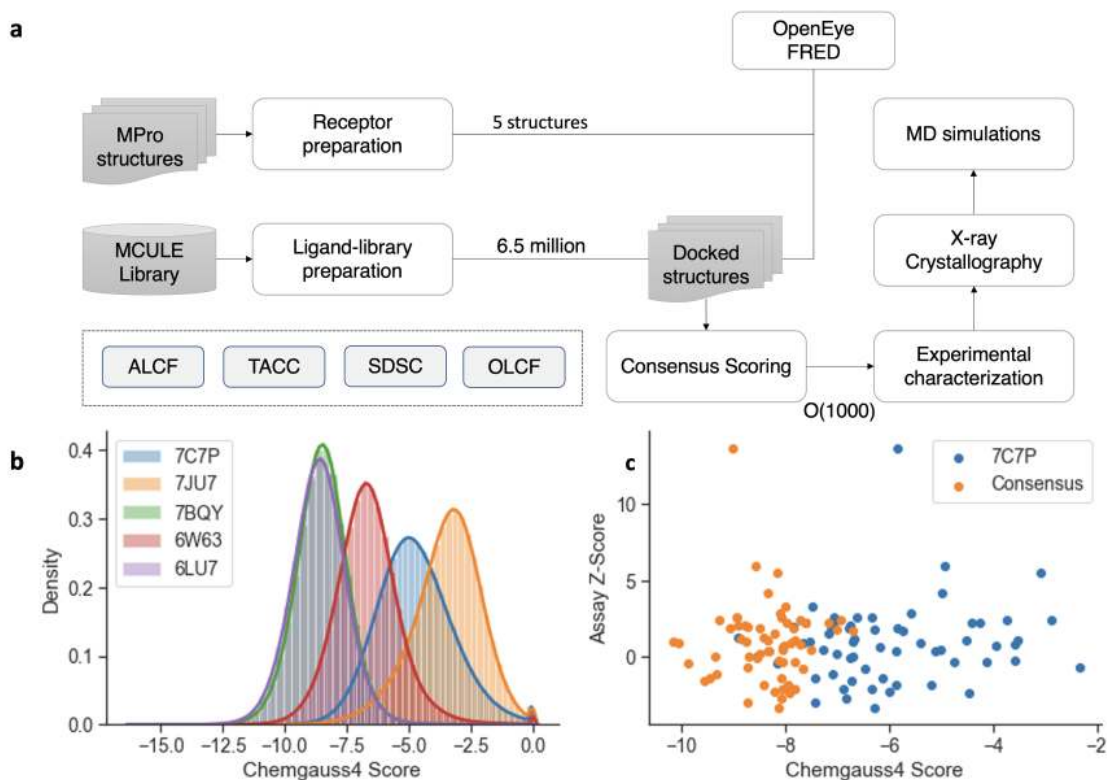 a
OpenEye
FRED
MPro
structures
Receptor
preparation
5 structures
MD simulations
MCULE
Library
Ligand-library
preparation
6.5 million
Docked
structures
X-ray
Crystallography
ALCF
TACC
SDSC
OLCF
Consensus Scoring
O(1000)
Experimental
characterization
b
7C7P
7JU7
7BQY
6W63
6LU7
Density
0.4
0.3
0.2
0.1
0.0
−15.0
−12.5
−10.0
−7.5
−5.0
−2.5
0.0
Chemgauss4 Score
c
7C7P
Consensus
Assay Z-Score
10
5
0
−10
−8
−6
−4
−2
Chemgauss4 Score